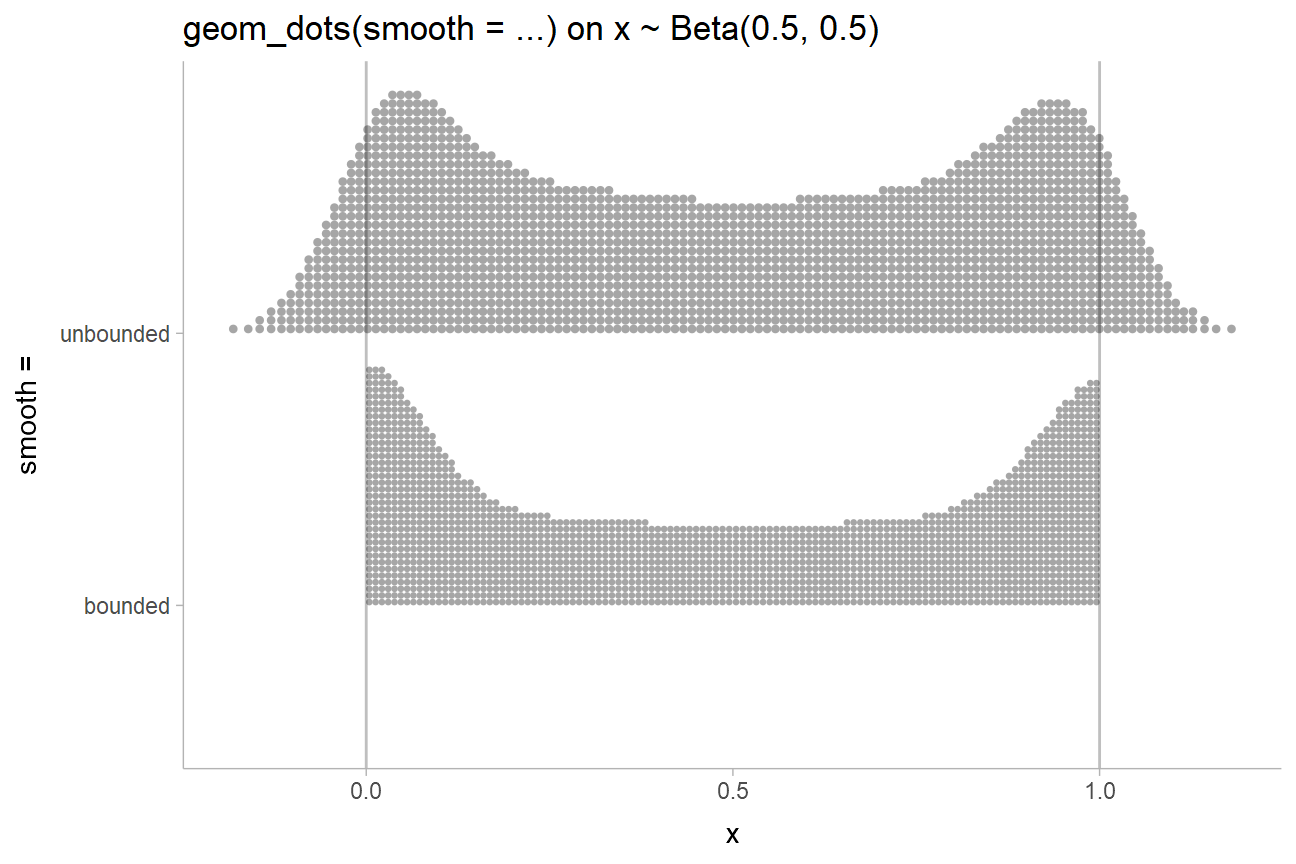 geom_dots(smooth = ...) on x ~ Beta(0.5, 0.5)
unbounded
smooth =
bounded
0.0
0.5
1.0
x